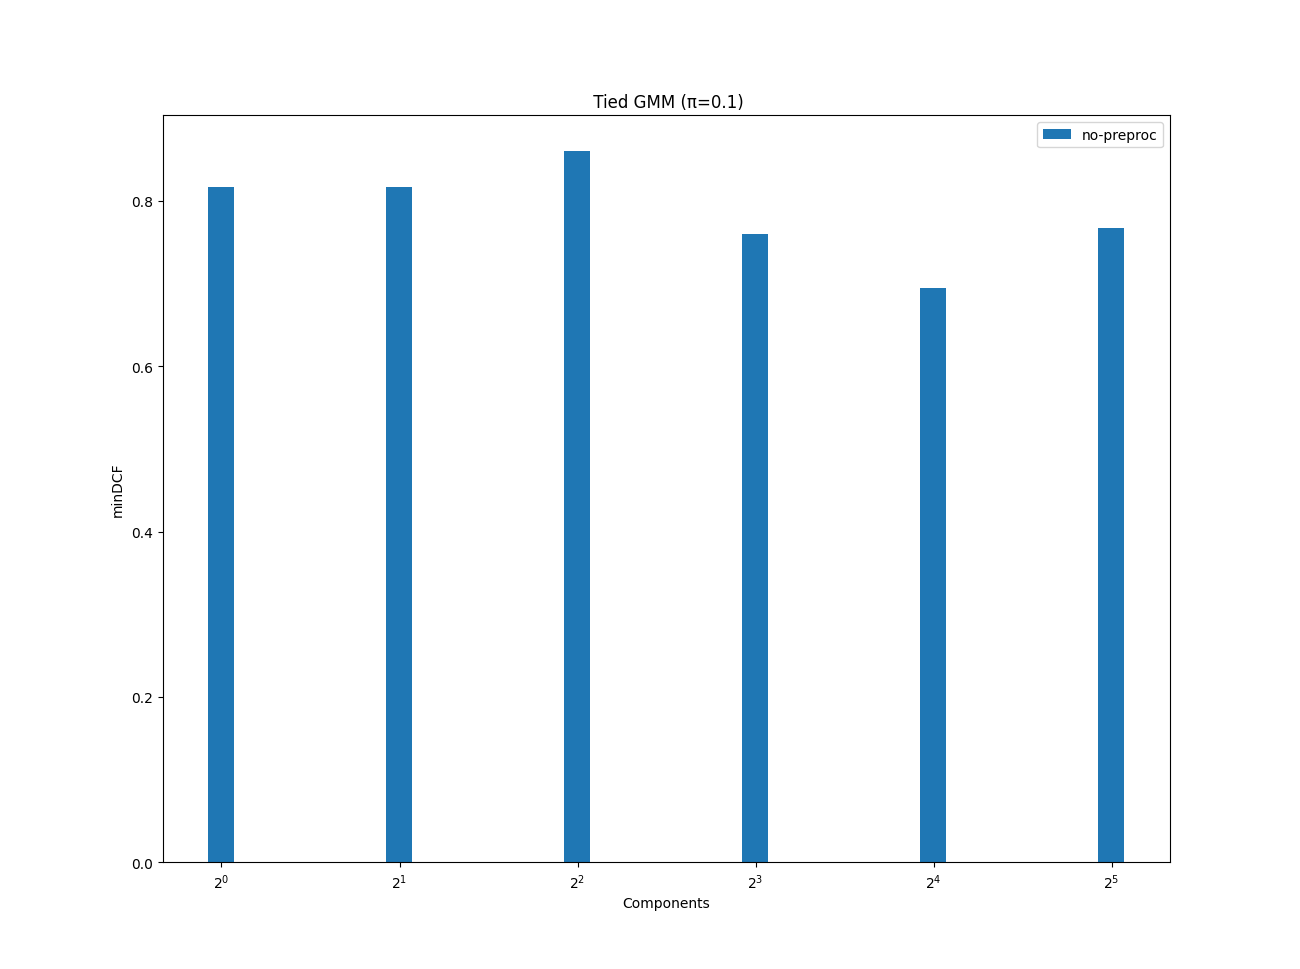 Tied GMM (π=0.1)
no-preproc
minDCF
0.8
0.6
0.4
0.2
0.0
2⁰ 2¹ 2² 2³ 2⁴ 2⁵
Components